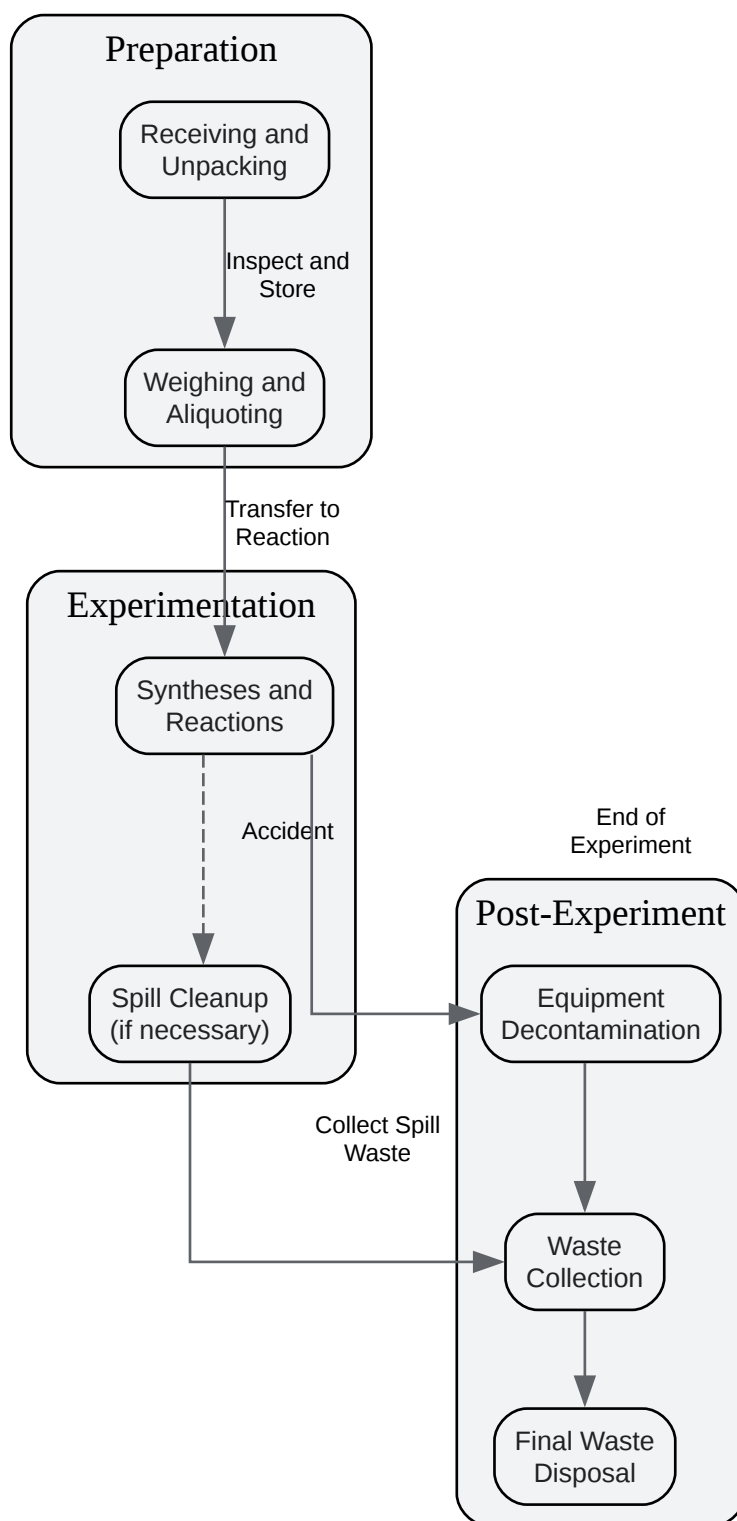 Preparation
Receiving and
Unpacking
Inspect and
Store
Weighing and
Aliquoting
Transfer to
Reaction
Experimentation
Syntheses and
Reactions
Accident
End of
Experiment
Post-Experiment
Spill Cleanup
(if necessary)
Equipment
Decontamination
Collect Spill
Waste
Waste
Collection
Final Waste
Disposal